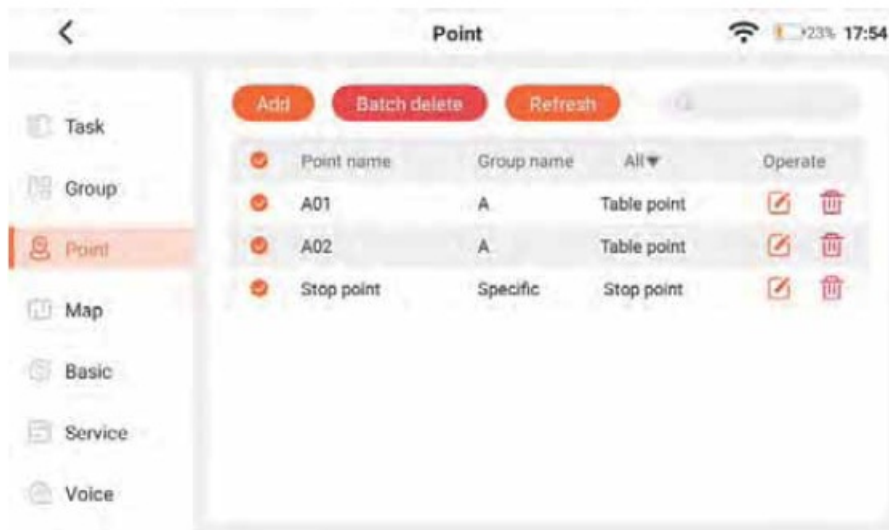 Point 23% 17:54
Add Batch delete Refresh
Task
Point name Group name All▼ Operate
Group
A01 A Table point
Point
A02 A Table point
Stop point Specific Stop point
Map
Basic
Service
Voice